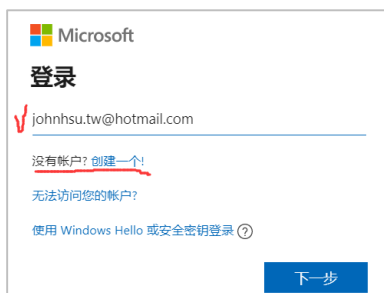 Microsoft
登录
johnhsu.tw@hotmail.com
没有帐户? 创建一个!
无法访问您的帐户?
使用 Windows Hello 或安全密钥登录 ?
下一步